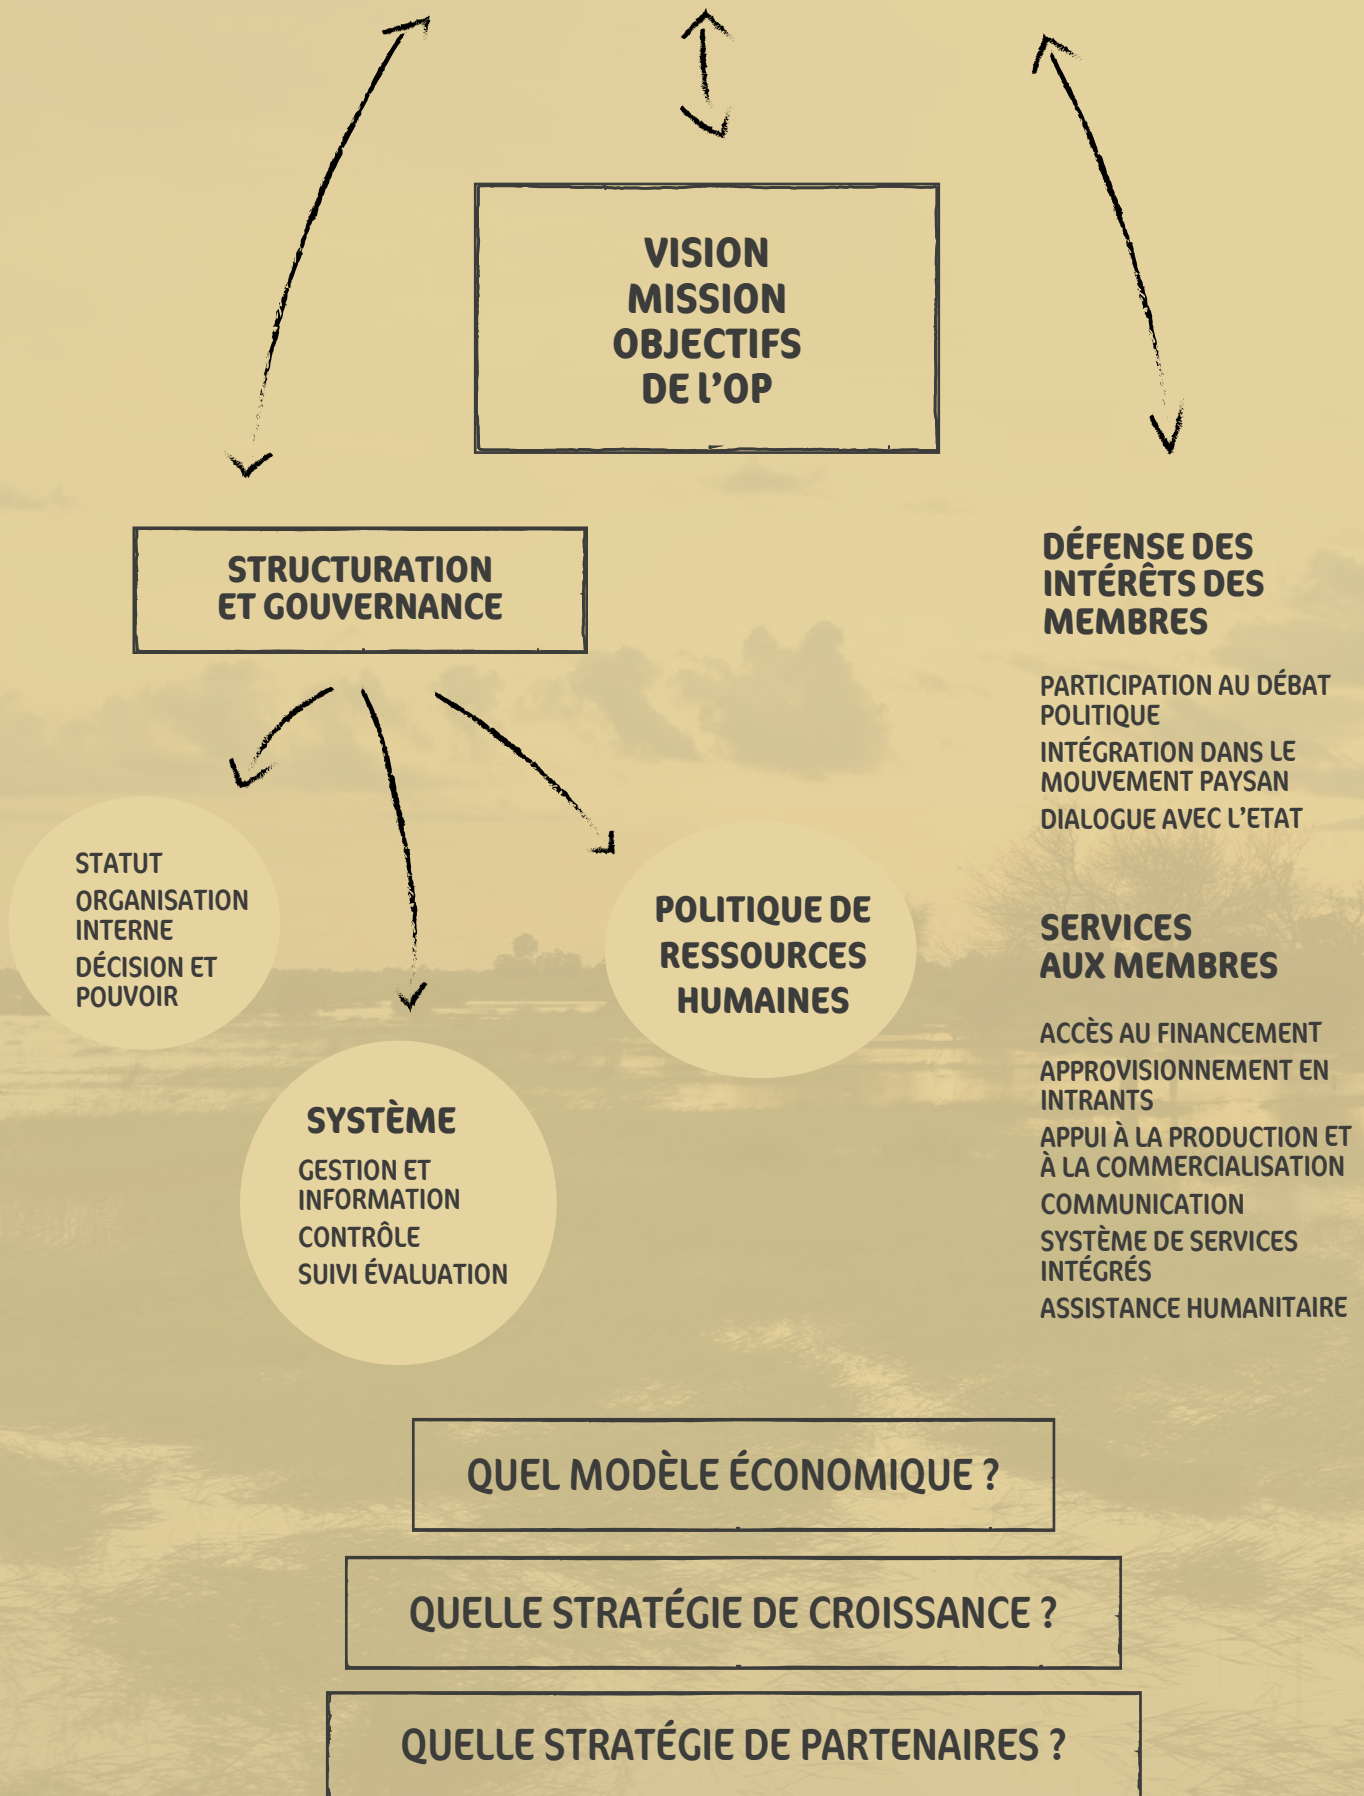 VISION
MISSION
OBJECTIFS
DE l'OP
STRUCTURATION
ET GOUVERNANCE
STATUT
ORGANISATION
INTERNE
DÉCISION ET
POUVOIR
SYSTÈME
GESTION ET
INFORMATION
CONTRÔLE
SUIVI ÉVALUATION
POLITIQUE DE
RESSOURCES
HUMAINES
DÉFENSE DES
INTÉRÊTS DES
MEMBRES
PARTICIPATION AU DÉBAT
POLITIQUE
INTÉGRATION DANS LE
MOUVEMENT PAYSAN
DIALOGUE AVEC L'ETAT
SERVICES
AUX MEMBRES
ACCÈS AU FINANCEMENT
APPROVISIONNEMENT EN
INTRANTS
APPUI À LA PRODUCTION ET
À LA COMMERCIALISATION
COMMUNICATION
SYSTÈME DE SERVICES
INTÉGRÉS
ASSISTANCE HUMANITAIRE
QUEL MODÈLE ÉCONOMIQUE ?
QUELLE STRATÉGIE DE CROISSANCE ?
QUELLE STRATÉGIE DE PARTENAIRES ?